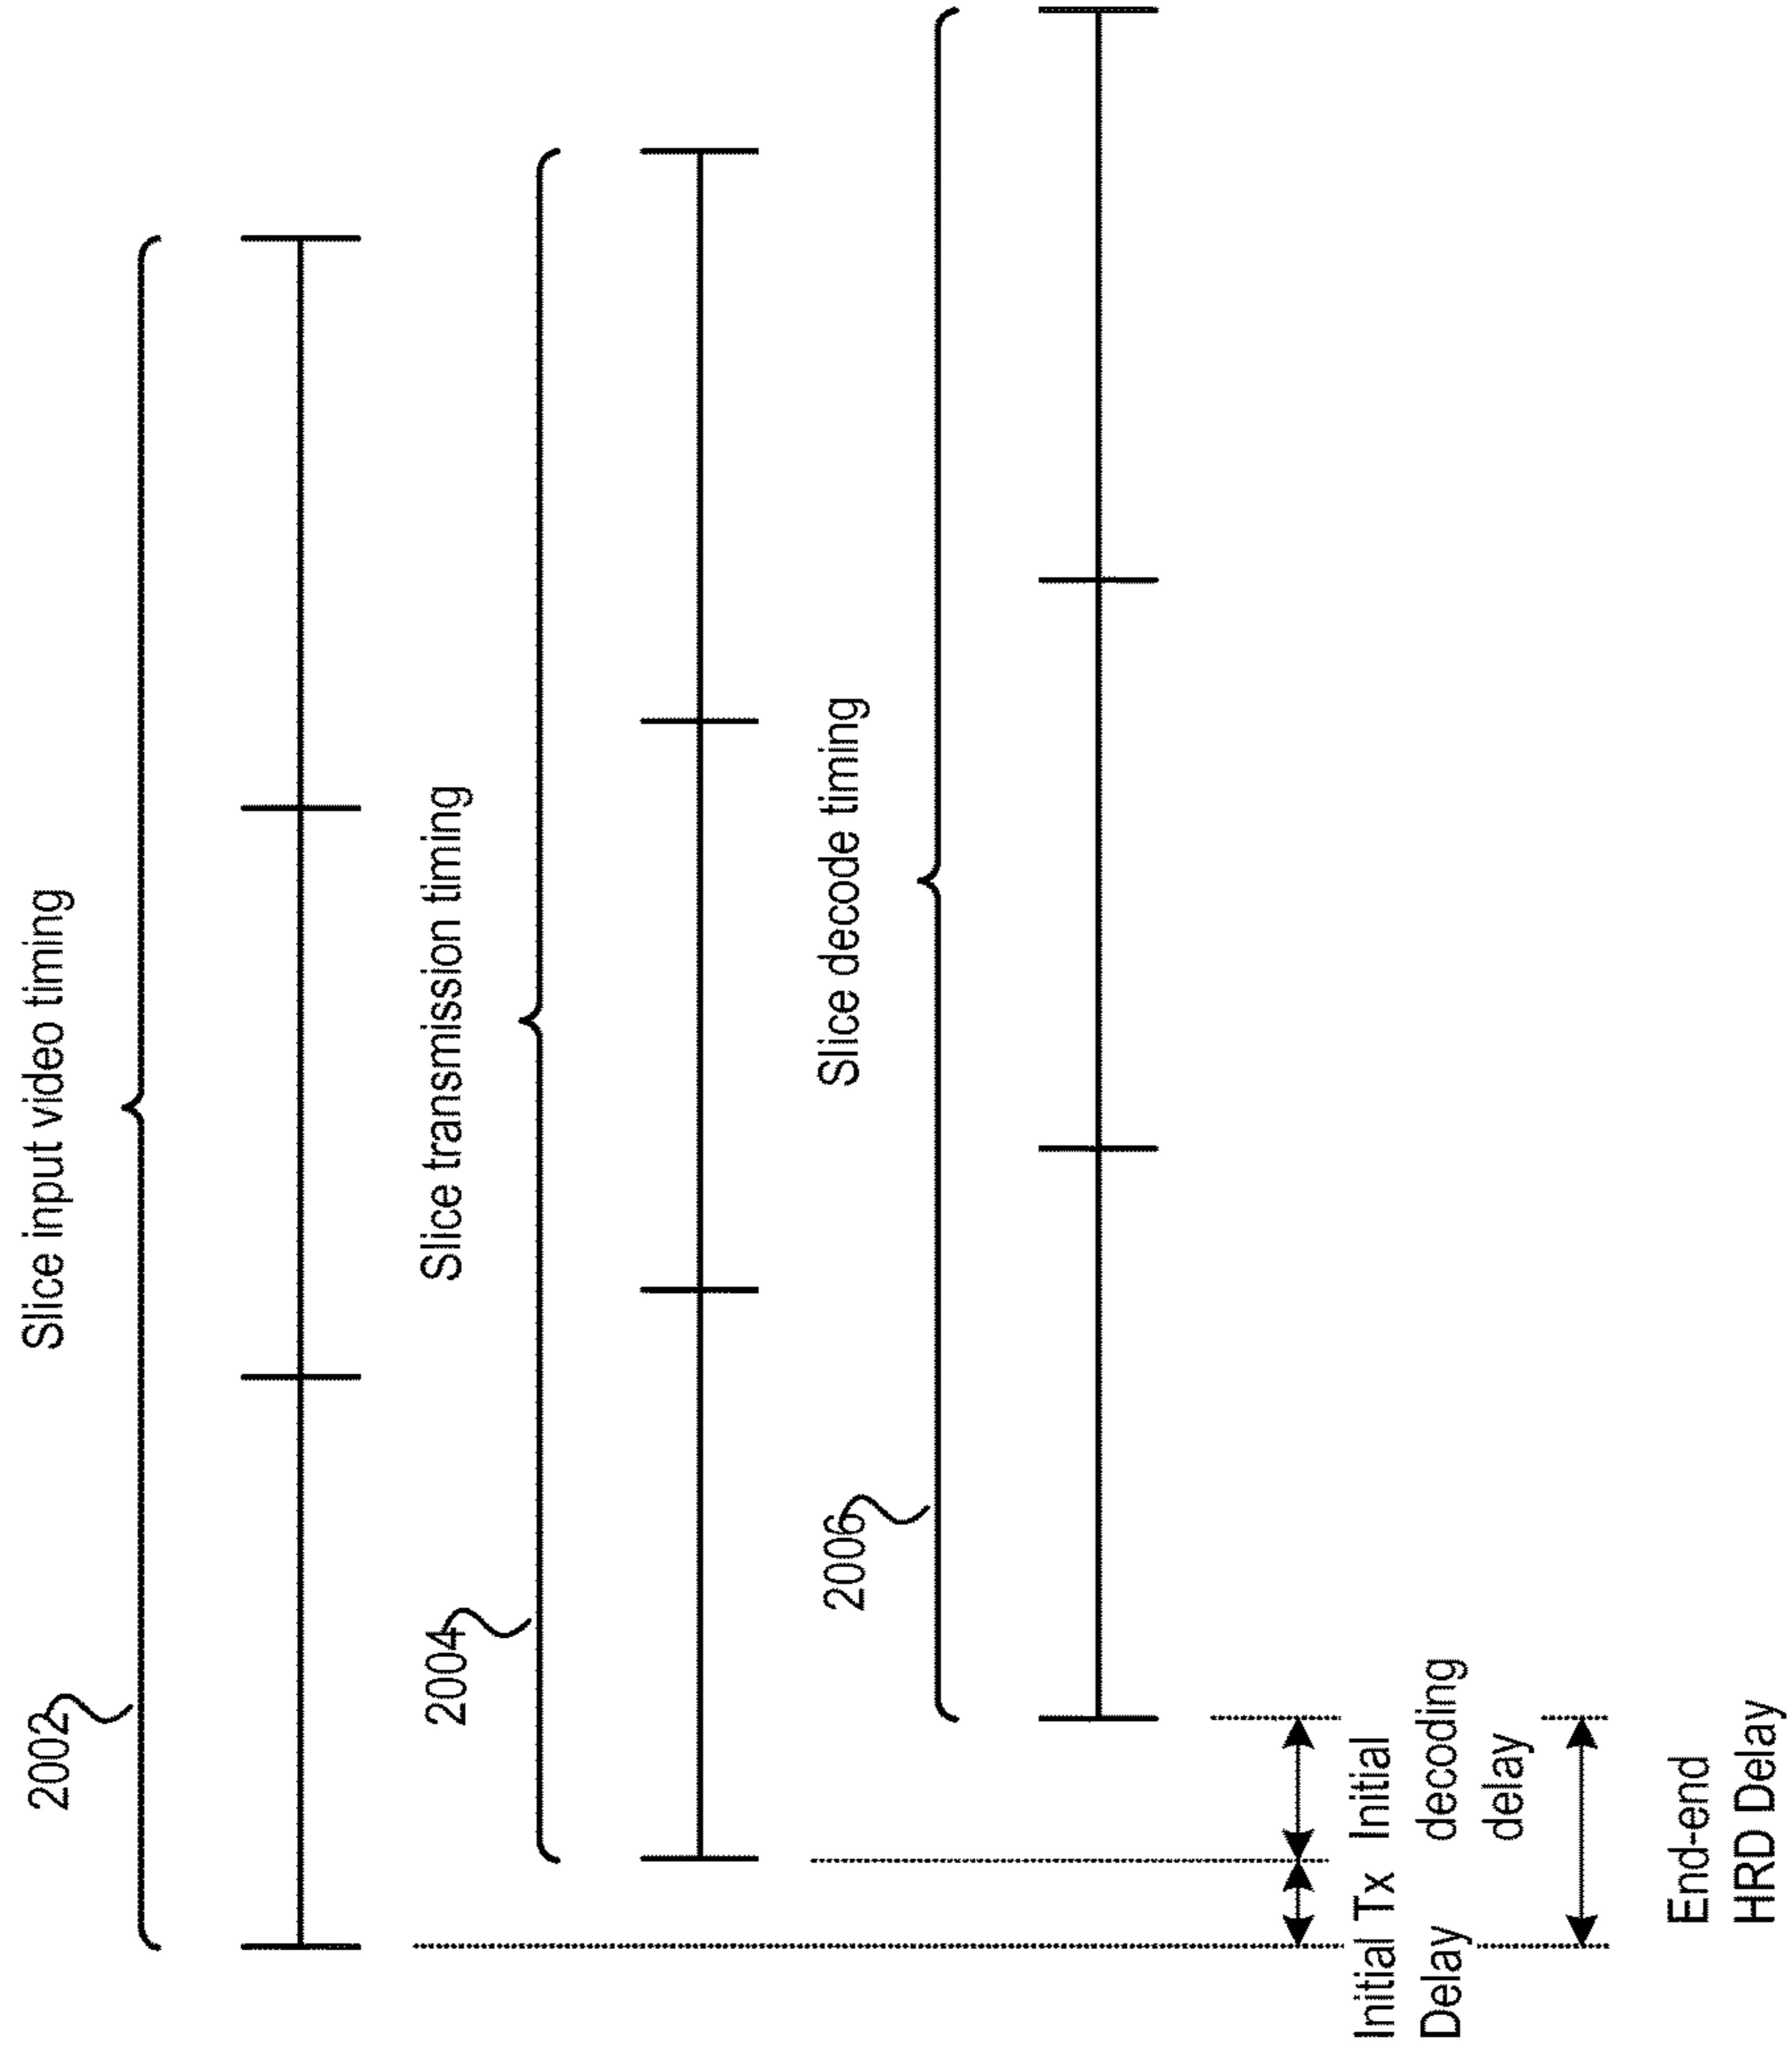 Slice input video timing
2002
Slice transmission timing
2004
Slice decode timing
2006
Initial Tx
Delay
Initial
decoding
delay
End-end
HRD Delay